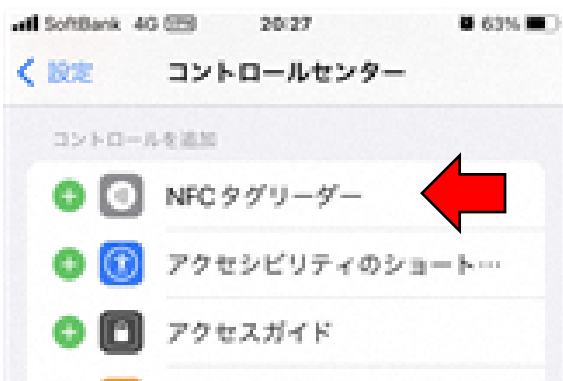 SoftBank 4G 20:27 63%
設定 コントロールセンター
コントロールを追加
NFCタグリーダー
アクセシビリティのショート…
アクセスガイド